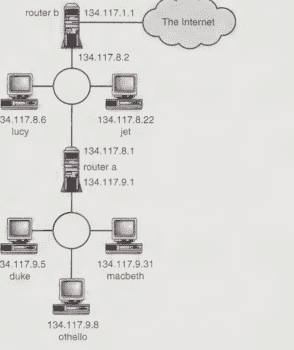 router b 134.117.1.1
The Internet
134.117.8.2
34.117.8.6 134.117.8.22
lucy jet
134.117.8.1
router a
134.117.9.1
34.117.9.5 134.117.9.31
duke macbeth
134.117.9.8
othello